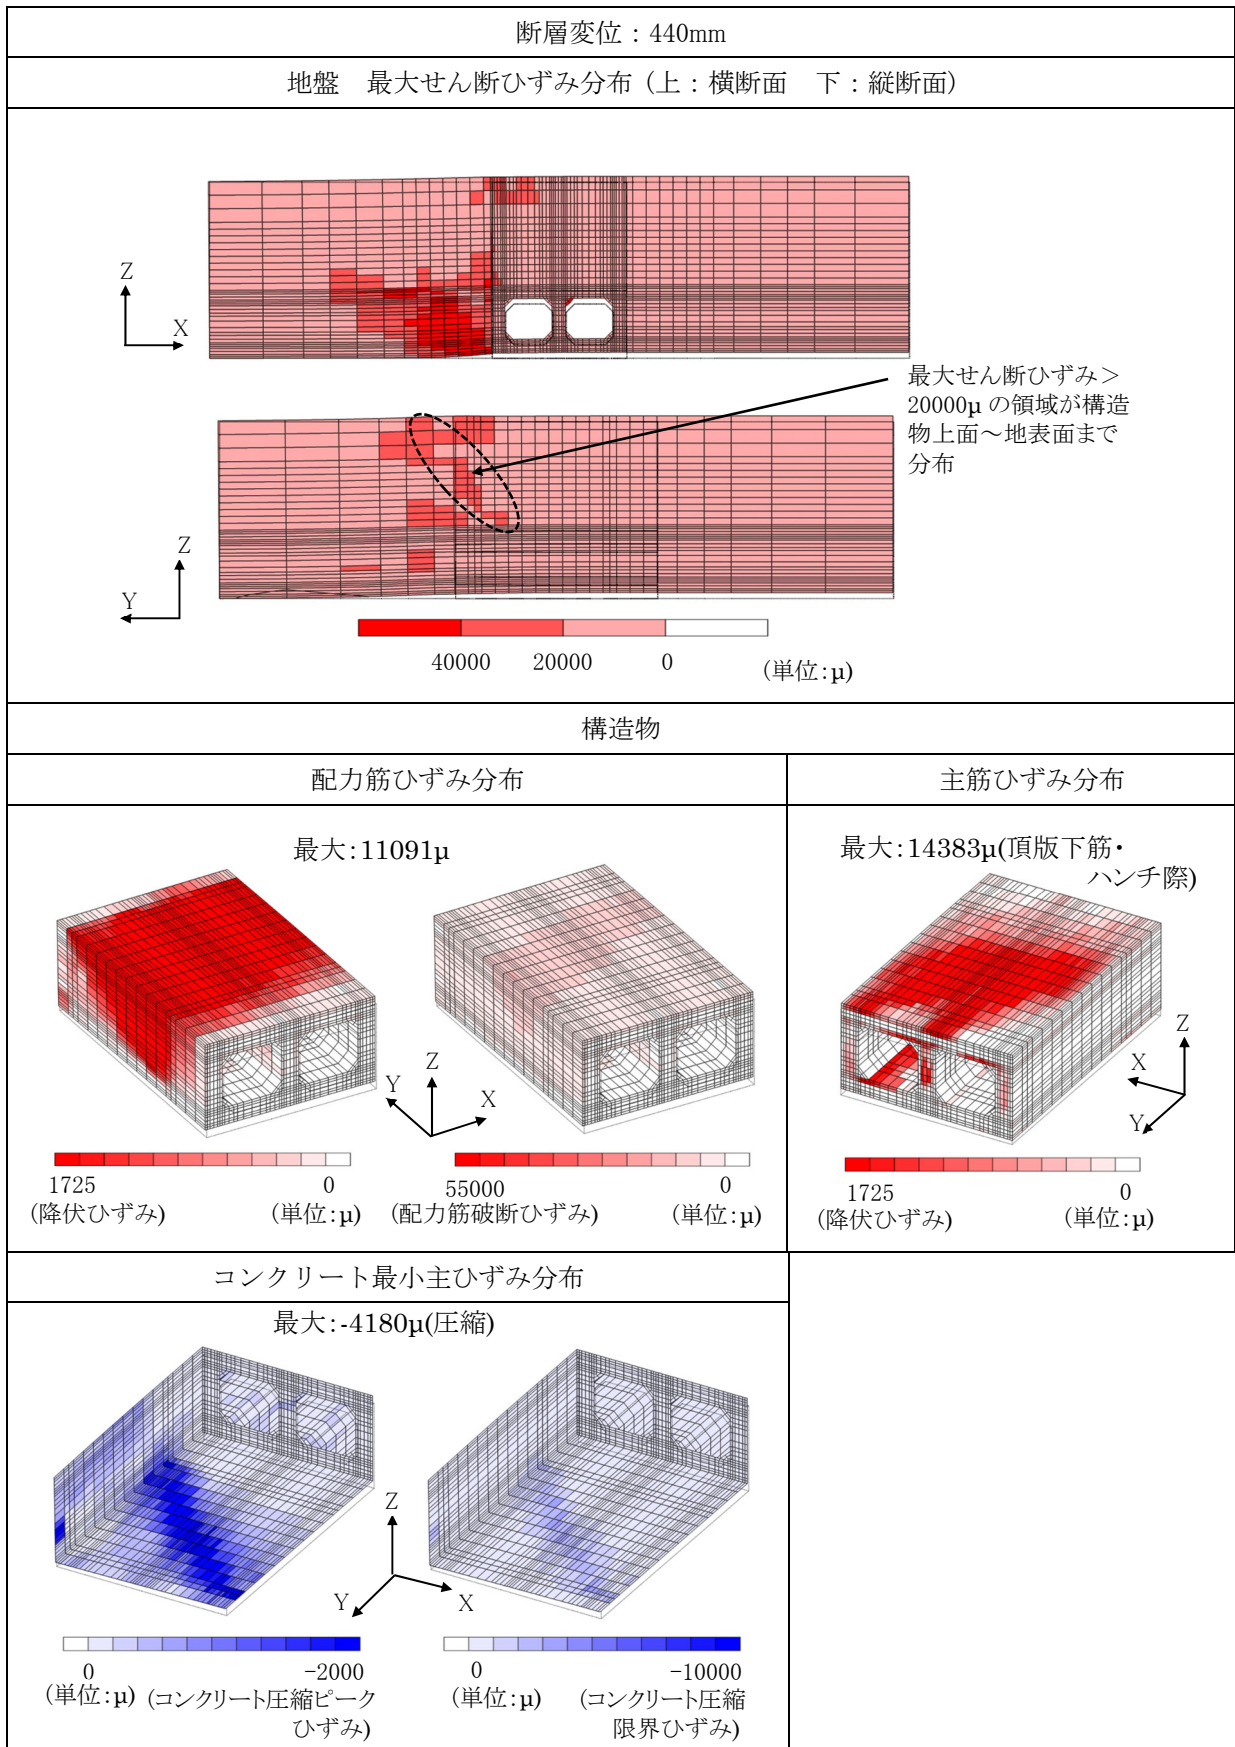 断層変位：440mm
地盤　最大せん断ひずみ分布（上：横断面　下：縦断面）
Z
X
最大せん断ひずみ＞
20000μの領域が構造
物上面～地表面まで
分布
Z
Y
40000 20000 0 （単位：μ）
構造物
配力筋ひずみ分布
主筋ひずみ分布
最大：11091μ
最大：14383μ(頂版下筋・
ハンチ際)
Y
Z
X
Z
X
Y
1725 0
（降伏ひずみ） （単位：μ）
55000 0
（配力筋破断ひずみ） （単位：μ）
1725 0
（降伏ひずみ） （単位：μ）
コンクリート最小主ひずみ分布
最大：-4180μ(圧縮)
Z
Y
X
0 -2000
（単位：μ） （コンクリート圧縮ピーク
ひずみ）
0 -10000
（単位：μ） （コンクリート圧縮
限界ひずみ）